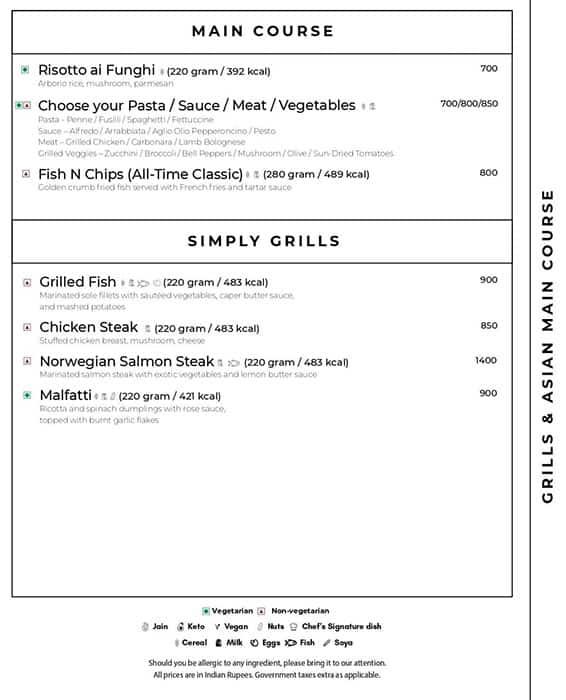 MAIN COURSE
Risotto ai Funghi (220 gram / 392 kcal) 700
Arborio rice, mushroom, parmesan
Choose your Pasta / Sauce / Meat / Vegetables 700/800/850
Pasta - Penne / Fusilli / Spaghetti / Fettuccine
Sauce – Alfredo / Arrabbiata / Aglio Olio Pepperoncino / Pesto
Meat – Grilled Chicken / Carbonara / Lamb Bolognese
Grilled Veggies – Zucchini / Broccoli / Bell Peppers / Mushroom / Olive / Sun-Dried Tomatoes
Fish N Chips (All-Time Classic) (280 gram / 489 kcal) 800
Golden crumb fried fish served with French fries and tartar sauce
SIMPLY GRILLS
Grilled Fish (220 gram / 483 kcal) 900
Marinated sole fillets with sautéed vegetables, caper butter sauce,
and mashed potatoes
Chicken Steak (220 gram / 483 kcal) 850
Stuffed chicken breast, mushroom, cheese
Norwegian Salmon Steak (220 gram / 483 kcal) 1400
Marinated salmon steak with exotic vegetables and lemon butter sauce
Malfatti (220 gram / 421 kcal) 900
Ricotta and spinach dumplings with rose sauce,
topped with burnt garlic flakes
Vegetarian Non-vegetarian
Jain Keto Vegan Nuts Chef's Signature dish
Cereal Milk Eggs Fish Soya
Should you be allergic to any ingredient, please bring it to our attention.
All prices are in Indian Rupees. Government taxes extra as applicable.
GRILLS & ASIAN MAIN COURSE